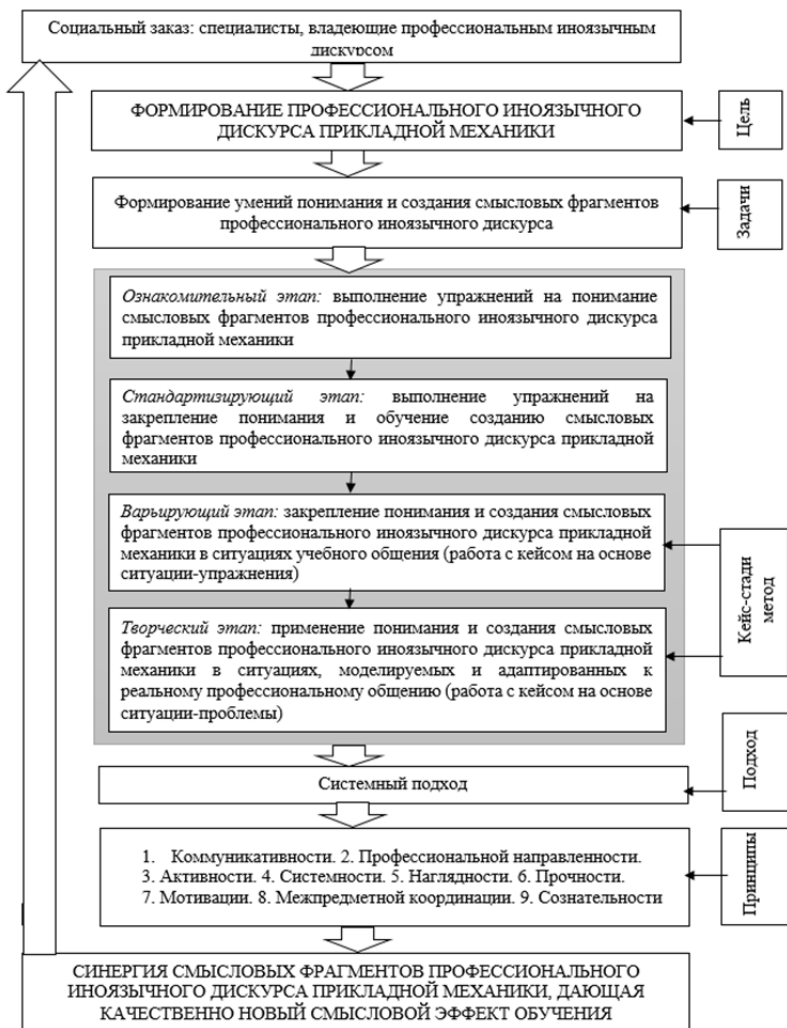 Социальный заказ: специалисты, владеющие профессиональным иноязычным
дискурсом
ФОРМИРОВАНИЕ ПРОФЕССИОНАЛЬНОГО ИНОЯЗЫЧНОГО
ДИСКУРСА ПРИКЛАДНОЙ МЕХАНИКИ
Цель
Формирование умений понимания и создания смысловых фрагментов
профессионального иноязычного дискурса
Задачи
Ознакомительный этап: выполнение упражнений на понимание
смысловых фрагментов профессионального иноязычного дискурса
прикладной механики
Стандартизирующий этап: выполнение упражнений на
закрепление понимания и обучение созданию смысловых
фрагментов профессионального иноязычного дискурса прикладной
механики
Варьирующий этап: закрепление понимания и создания смысловых
фрагментов профессионального иноязычного дискурса прикладной
механики в ситуациях учебного общения (работа с кейсом на основе
ситуации-упражнения)
Творческий этап: применение понимания и создания смысловых
фрагментов профессионального иноязычного дискурса прикладной
механики в ситуациях, моделируемых и адаптированных к
реальному профессиональному общению (работа с кейсом на основе
ситуации-проблемы)
Кейс-стади
метод
Системный подход
Подход
1. Коммуникативности. 2. Профессиональной направленности.
3. Активности. 4. Системности. 5. Наглядности. 6. Прочности.
7. Мотивации. 8. Межпредметной координации. 9. Сознательности
Принципы
СИНЕРГИЯ СМЫСЛОВЫХ ФРАГМЕНТОВ ПРОФЕССИОНАЛЬНОГО
ИНОЯЗЫЧНОГО ДИСКУРСА ПРИКЛАДНОЙ МЕХАНИКИ, ДАЮЩАЯ
КАЧЕСТВЕННО НОВЫЙ СМЫСЛОВОЙ ЭФФЕКТ ОБУЧЕНИЯ